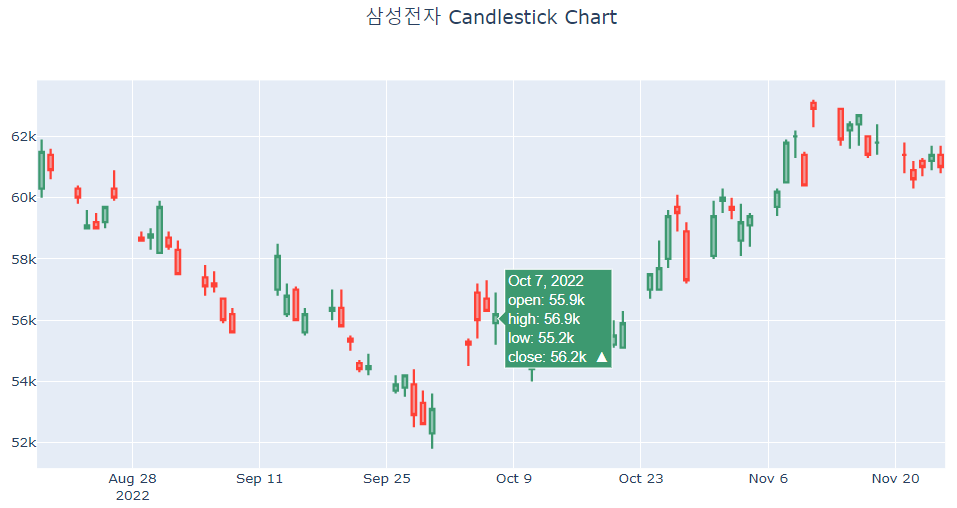 삼성전자 Candlestick Chart
62k
60k
58k
56k
54k
52k
Oct 7, 2022
open: 55.9k
high: 56.9k
low: 55.2k
close: 56.2k ▲
Aug 28
2022
Sep 11
Sep 25
Oct 9
Oct 23
Nov 6
Nov 20